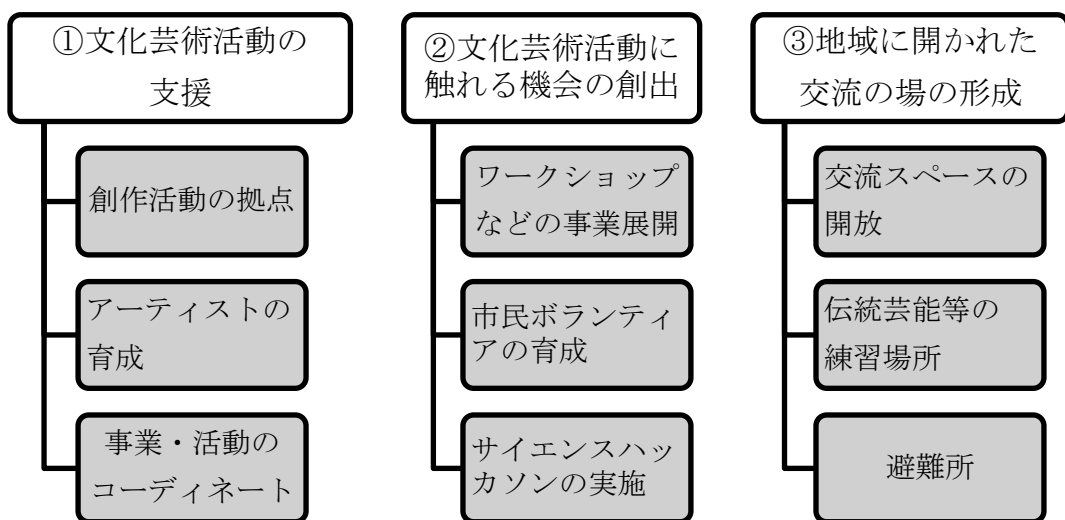 ①文化芸術活動の
支援
創作活動の拠点
アーティストの
育成
事業・活動の
コーディネート
②文化芸術活動に
触れる機会の創出
ワークショップ
などの事業展開
市民ボランティ
アの育成
サイエンスハッ
カソンの実施
③地域に開かれた
交流の場の形成
交流スペースの
開放
伝統芸能等の
練習場所
避難所